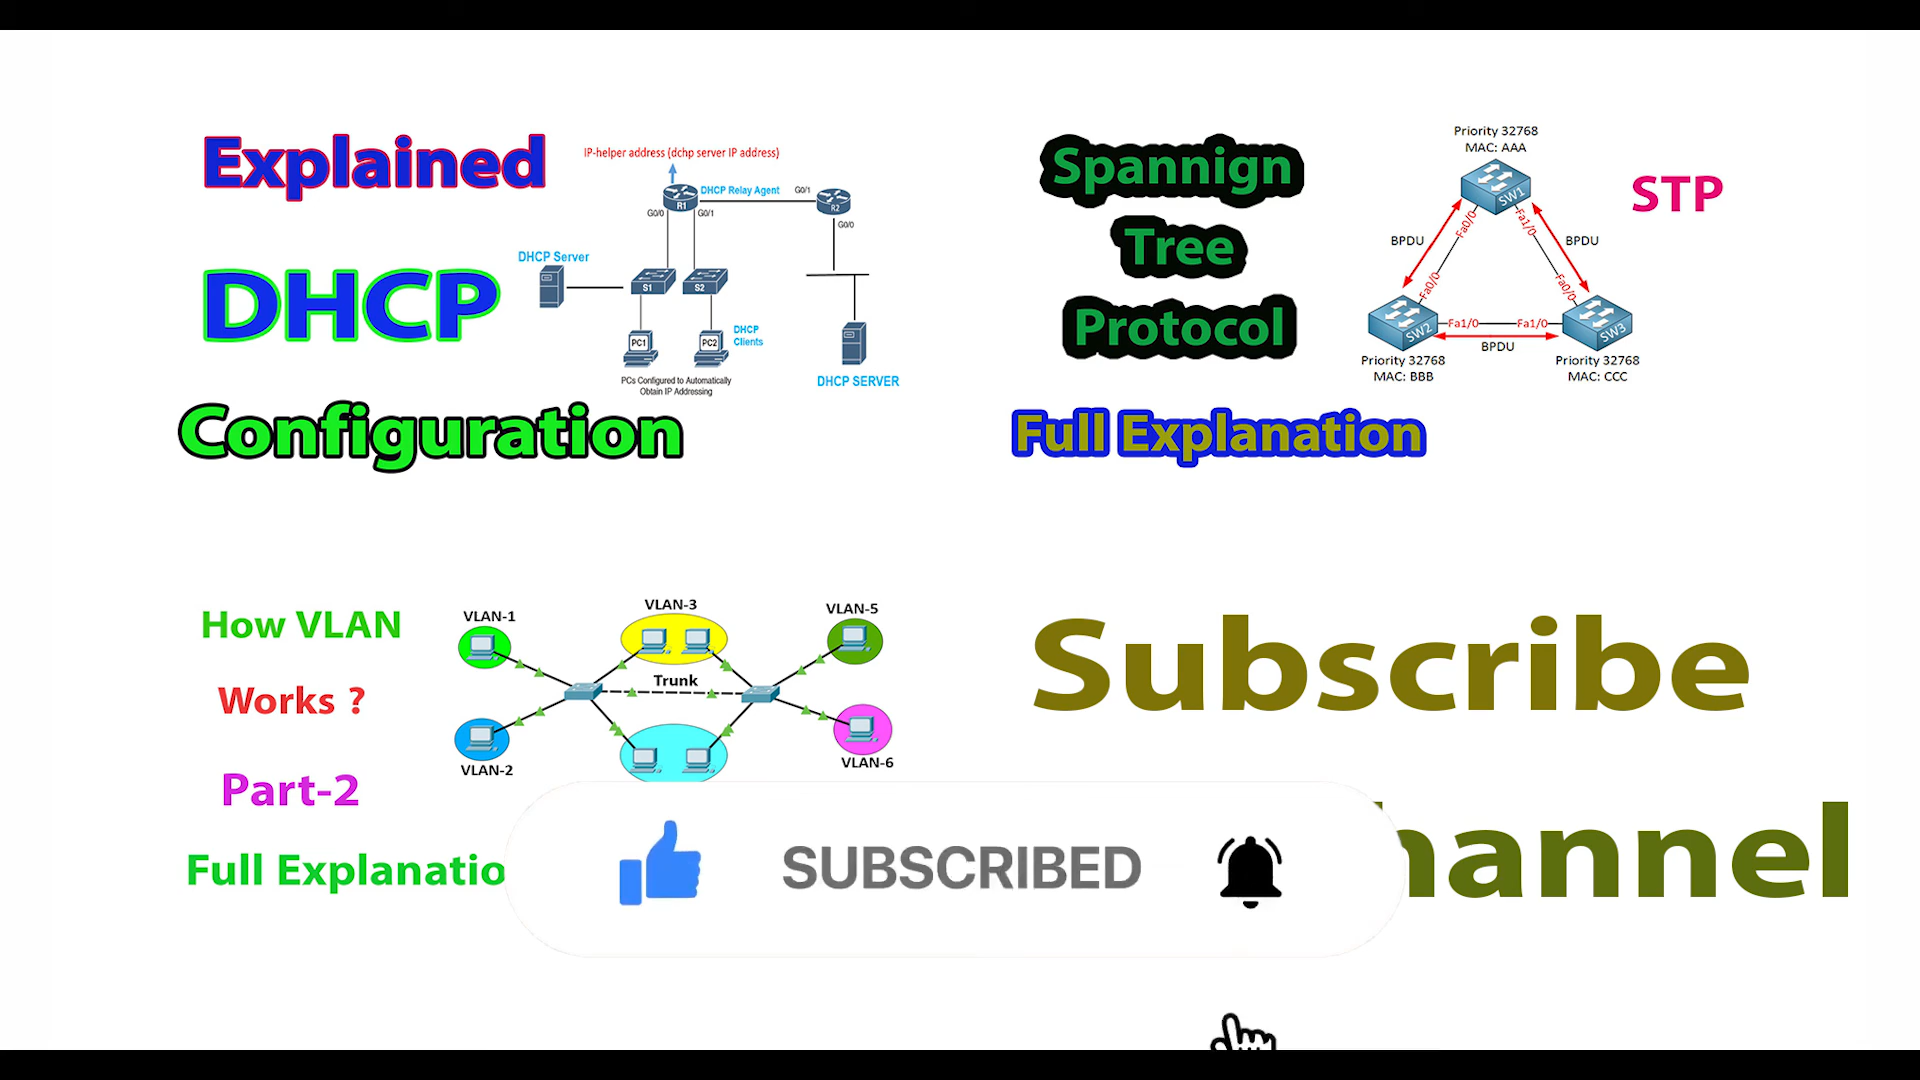 Explained
DHCP
Configuration
IP-helper address (dchp server IP address)
DHCP Relay Agent
G0/1
R1
R2
G0/0
G0/1
G0/0
DHCP Server
S1
S2
PC1
PC2
DHCP
Clients
PCs Configured to Automatically
Obtain IP Addressing
DHCP SERVER
Spannign
Tree
Protocol
Full Explanation
STP
Priority 32768
MAC: AAA
SW1
Fa0/0
Fa1/0
BPDU
BPDU
Fa0/0
Fa0/0
SW2
Fa1/0
Fa1/0
SW3
BPDU
Priority 32768
MAC: BBB
Priority 32768
MAC: CCC
How VLAN
Works ?
Part-2
Full Explanatio
VLAN-1
VLAN-3
VLAN-5
Trunk
VLAN-2
VLAN-6
Subscribe
hannel
SUBSCRIBED